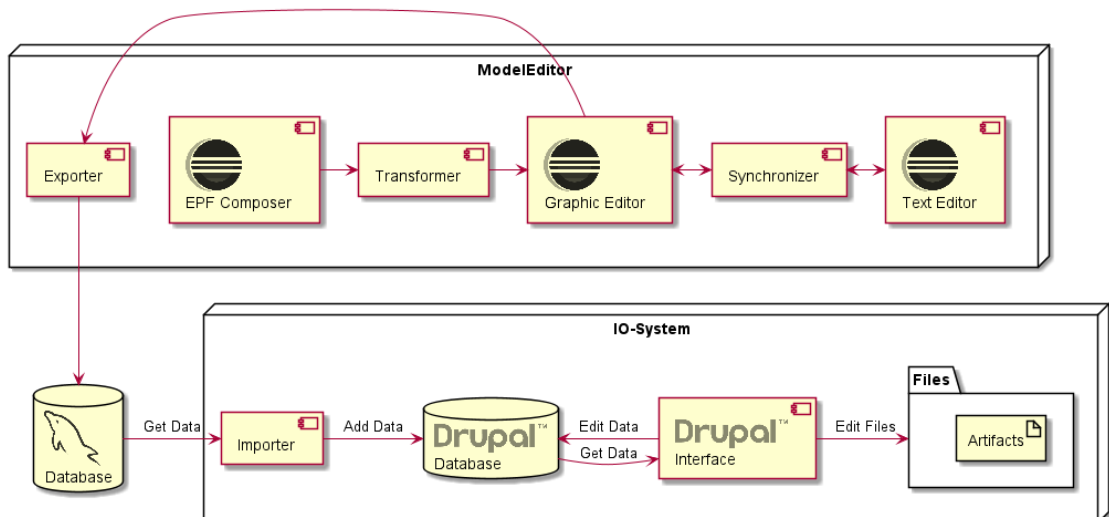 ModelEditor
Exporter
EPF Composer
Transformer
Graphic Editor
Synchronizer
Text Editor
IO-System
Database
Get Data
Importer
Add Data
Drupal™
Database
Edit Data
Get Data
Drupal™
Interface
Edit Files
Files
Artifacts